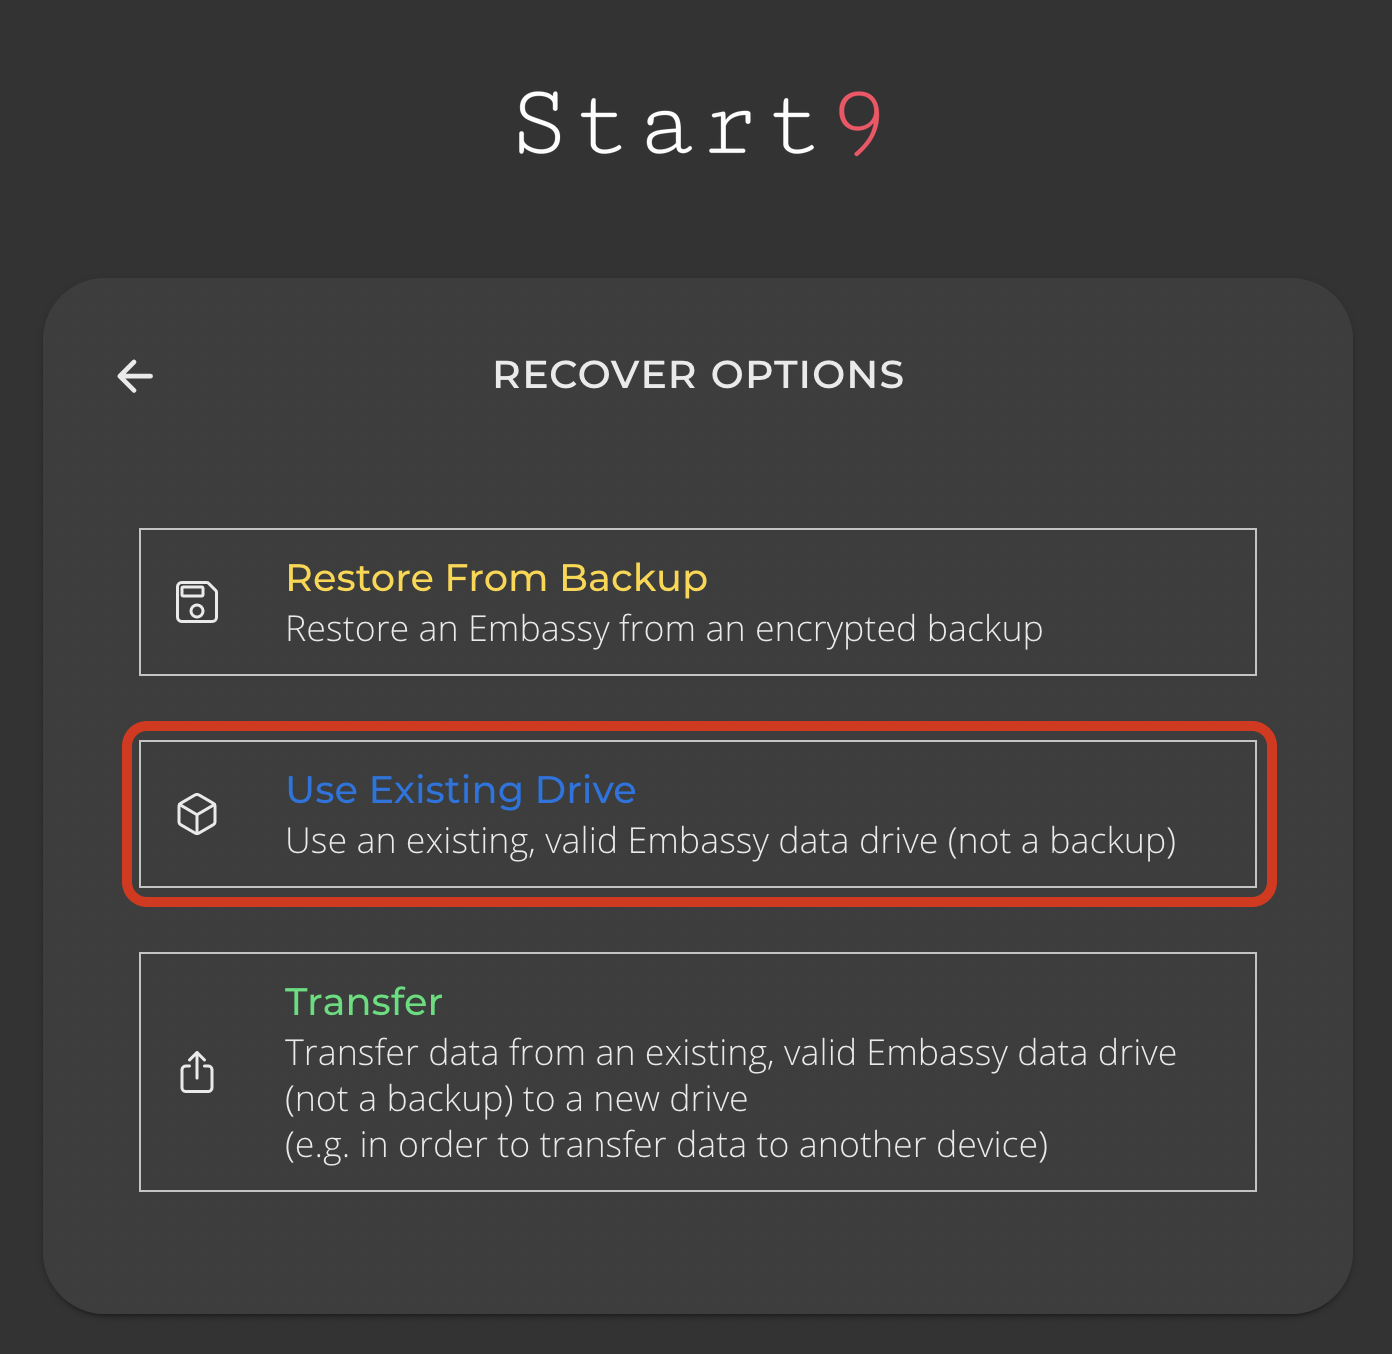 Start9
RECOVER OPTIONS
Restore From Backup
Restore an Embassy from an encrypted backup
Use Existing Drive
Use an existing, valid Embassy data drive (not a backup)
Transfer
Transfer data from an existing, valid Embassy data drive
(not a backup) to a new drive
(e.g. in order to transfer data to another device)